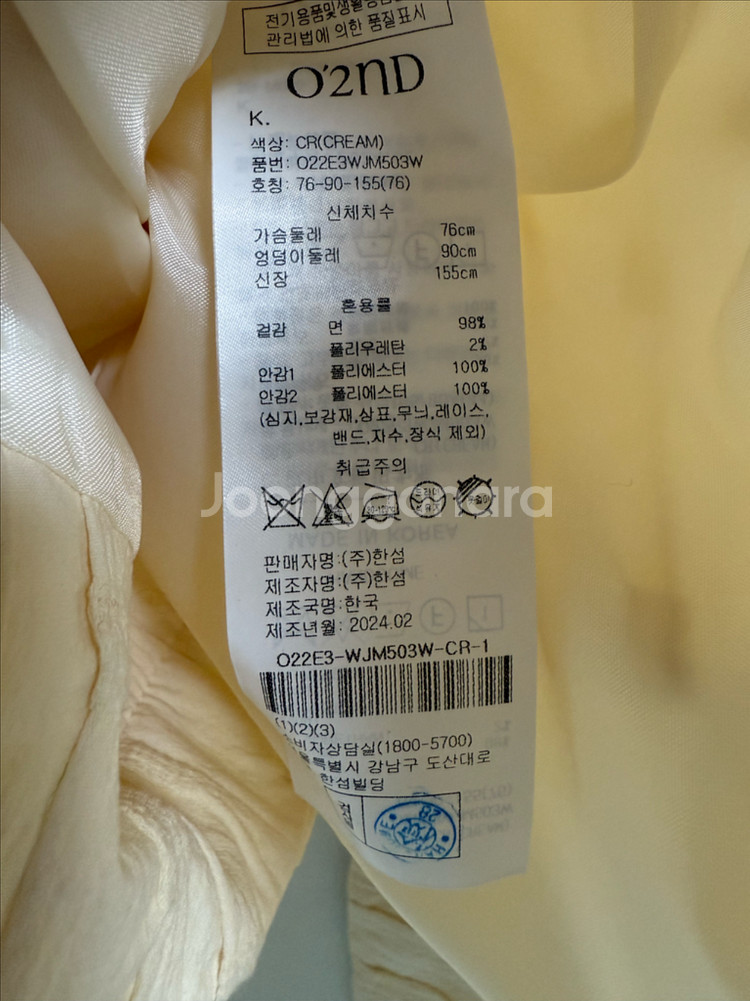 전기용품및생활
관리법에 의한 품질표시
O'2ND
K.
색상: CR(CREAM)
품번: O22E3WJM503W
호칭: 76-90-155(76)
신체치수
가슴둘레 76cm
엉덩이둘레 90cm
신장 155cm
혼용률
겉감 면 98%
폴리우레탄 2%
안감1 폴리에스터 100%
안감2 폴리에스터 100%
(심지,보강재,상표,무늬,레이스,
밴드,자수,장식 제외)
취급주의
Joonggonara
판매자명:(주)한섬
제조자명:(주)한섬
제조국명:한국
제조년월: 2024.02
O22E3-WJM503W-CR-1
(1)(2)(3)
비자상담실(1800-5700)
특별시 강남구 도산대로
한섬빌딩